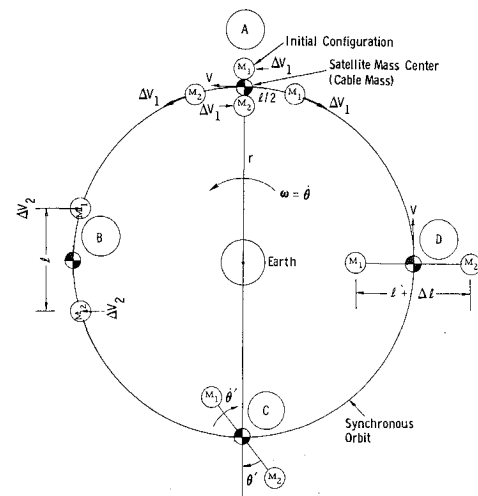 A
Initial Configuration
M₁
ΔV₁
Satellite Mass Center
(Cable Mass)
V
M₂
ℓ/2
M₁
ΔV₁
ΔV₁
M₂
ΔV₁
r
ω = θ̇
ΔV₂
M₁
B
ℓ
V
D
Earth
M₁
M₂
ℓ + Δℓ
M₂
ΔV₂
M₁
θ̇′
C
Synchronous
Orbit
M₂
θ′